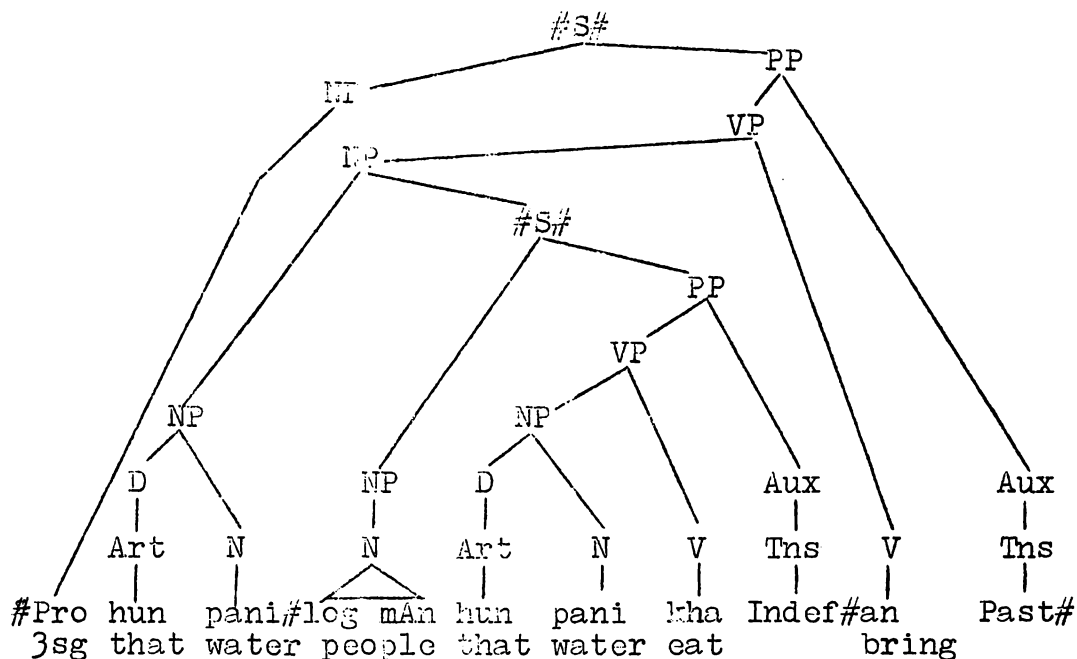 #S#
PP
NP
VP
NP
#S#
PP
VP
NP NP
D NP D Aux Aux
Art N N Art N V Tns V Tns
#Pro hun pani#log mAn hun pani kha Indef#an Past#
3sg that water people that water eat bring